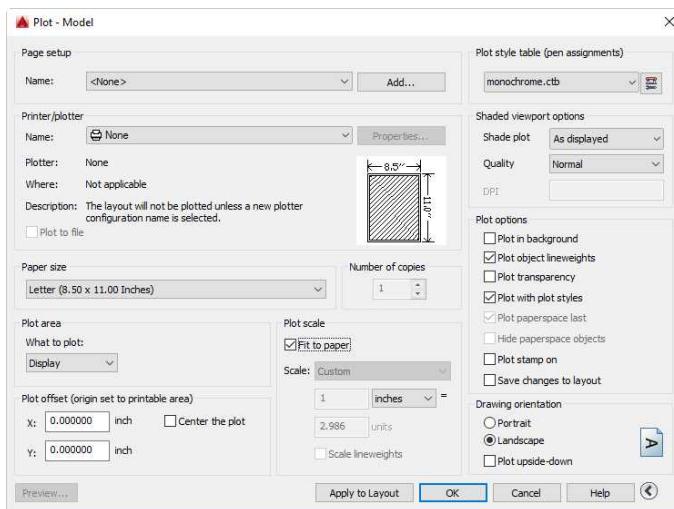 Plot - Model
Page setup
Name: <None> Add...
Printer/plotter
Name: None Properties...
Plotter: None
Where: Not applicable
Description: The layout will not be plotted unless a new plotter
configuration name is selected.
Plot to file
8.5''
11.0''
Paper size
Letter (8.50 x 11.00 Inches)
Number of copies
1
Plot area
What to plot:
Display
Plot offset (origin set to printable area)
X: 0.000000 inch Center the plot
Y: 0.000000 inch
Plot scale
Fit to paper
Scale: Custom
1 inches =
2.986 units
Scale lineweights
Plot style table (pen assignments)
monochrome.ctb
Shaded viewport options
Shade plot As displayed
Quality Normal
DPI
Plot options
Plot in background
Plot object lineweights
Plot transparency
Plot with plot styles
Plot paperspace last
Hide paperspace objects
Plot stamp on
Save changes to layout
Drawing orientation
Portrait
Landscape
Plot upside-down
A
Preview... Apply to Layout OK Cancel Help